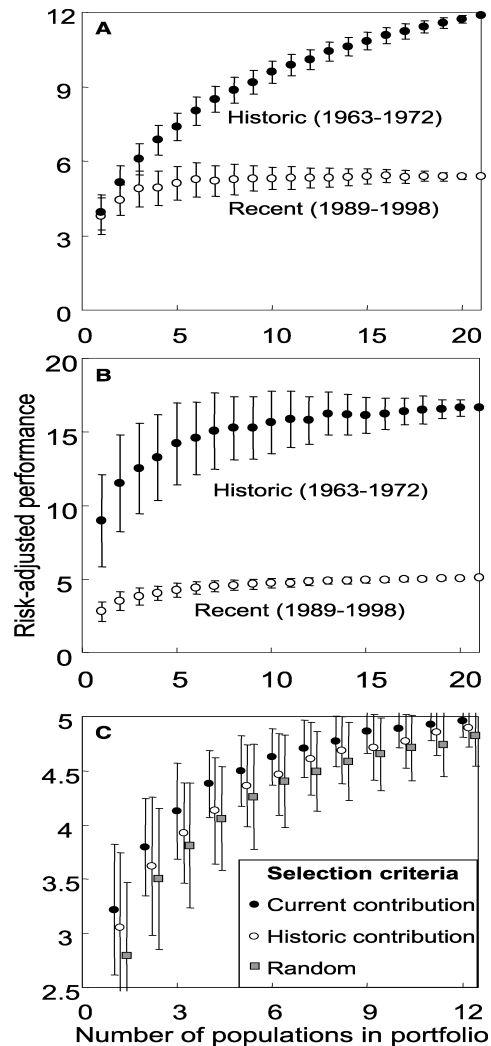 12
A
9
6
3
0
Historic (1963-1972)
Recent (1989-1998)
0 5 10 15 20
Risk-adjusted performance
20
B
15
10
5
0
Historic (1963-1972)
Recent (1989-1998)
0 5 10 15 20
5
C
4.5
4
3.5
3
2.5
Selection criteria
Current contribution
Historic contribution
Random
0 3 6 9 12
Number of populations in portfolio